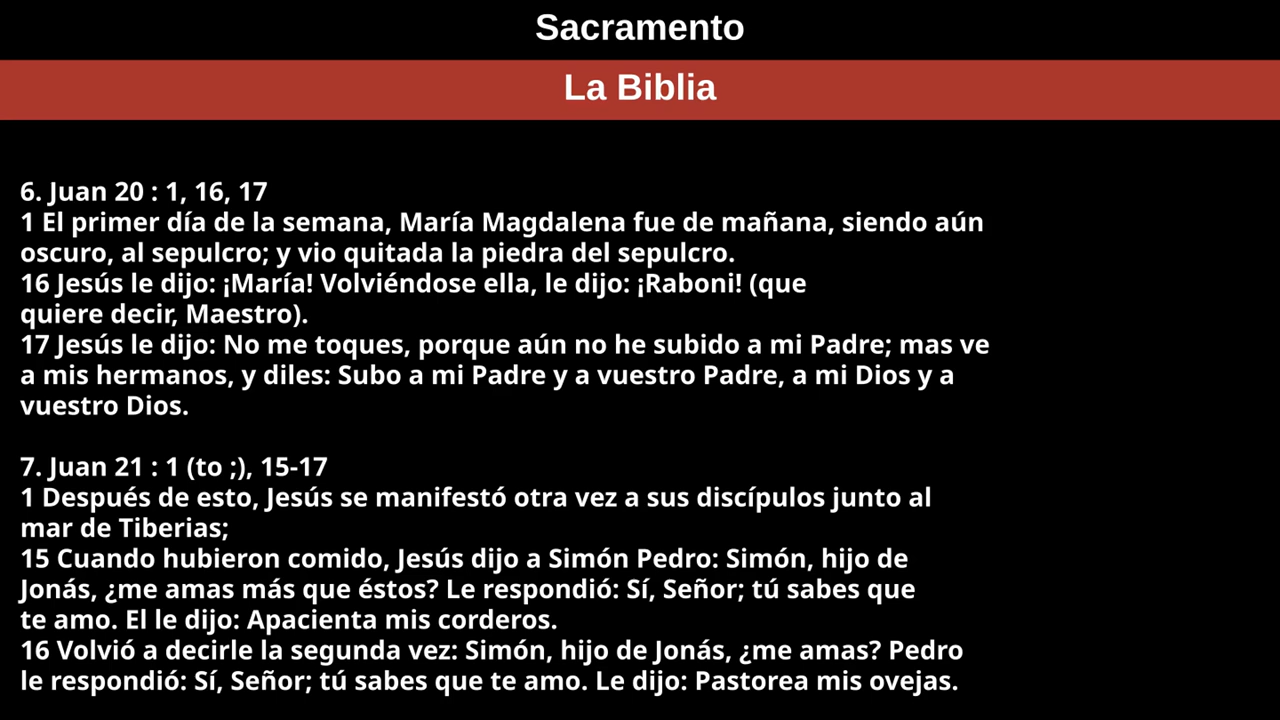 Sacramento
La Biblia
6. Juan 20 : 1, 16, 17
1 El primer día de la semana, María Magdalena fue de mañana, siendo aún
oscuro, al sepulcro; y vio quitada la piedra del sepulcro.
16 Jesús le dijo: ¡María! Volviéndose ella, le dijo: ¡Raboni! (que
quiere decir, Maestro).
17 Jesús le dijo: No me toques, porque aún no he subido a mi Padre; mas ve
a mis hermanos, y diles: Subo a mi Padre y a vuestro Padre, a mi Dios y a
vuestro Dios.
7. Juan 21 : 1 (to ;), 15-17
1 Después de esto, Jesús se manifestó otra vez a sus discípulos junto al
mar de Tiberias;
15 Cuando hubieron comido, Jesús dijo a Simón Pedro: Simón, hijo de
Jonás, ¿me amas más que éstos? Le respondió: Sí, Señor; tú sabes que
te amo. El le dijo: Apacienta mis corderos.
16 Volvió a decirle la segunda vez: Simón, hijo de Jonás, ¿me amas? Pedro
le respondió: Sí, Señor; tú sabes que te amo. Le dijo: Pastorea mis ovejas.